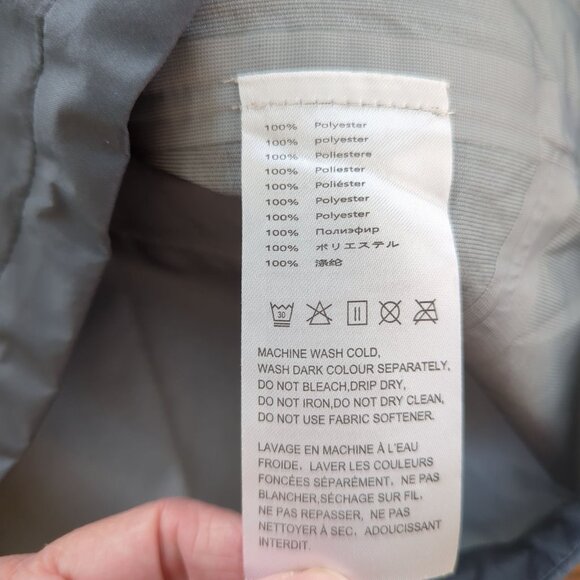 100% Polyester
100% polyester
100% Poliestere
100% Poliester
100% Poliéster
100% Polyester
100% Polyester
100% Полиэфир
100% ポリエステル
100% 涤纶
30
MACHINE WASH COLD,
WASH DARK COLOUR SEPARATELY,
DO NOT BLEACH,DRIP DRY,
DO NOT IRON,DO NOT DRY CLEAN,
DO NOT USE FABRIC SOFTENER.
LAVAGE EN MACHINE À L'EAU
FROIDE, LAVER LES COULEURS
FONCÉES SÉPARÉMENT, NE PAS
BLANCHER,SÉCHAGE SUR FIL,
NE PAS REPASSER, NE PAS
NETTOYER À SEC, ADOUCISSANT
INTERDIT.